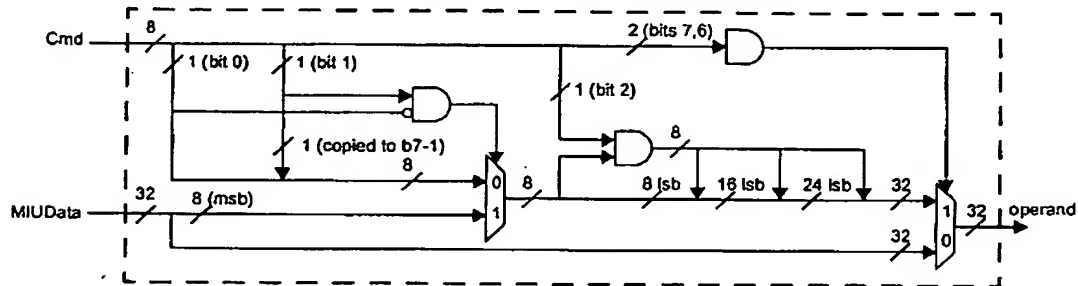 Cmd
8
2 (bits 7,6)
1 (bit 0)
1 (bit 1)
1 (bit 2)
1 (copied to b7-1)
8
8
0
8
8 lsb
16 lsb
24 lsb
32
MIUData
32
8 (msb)
1
1
32
operand
32
0